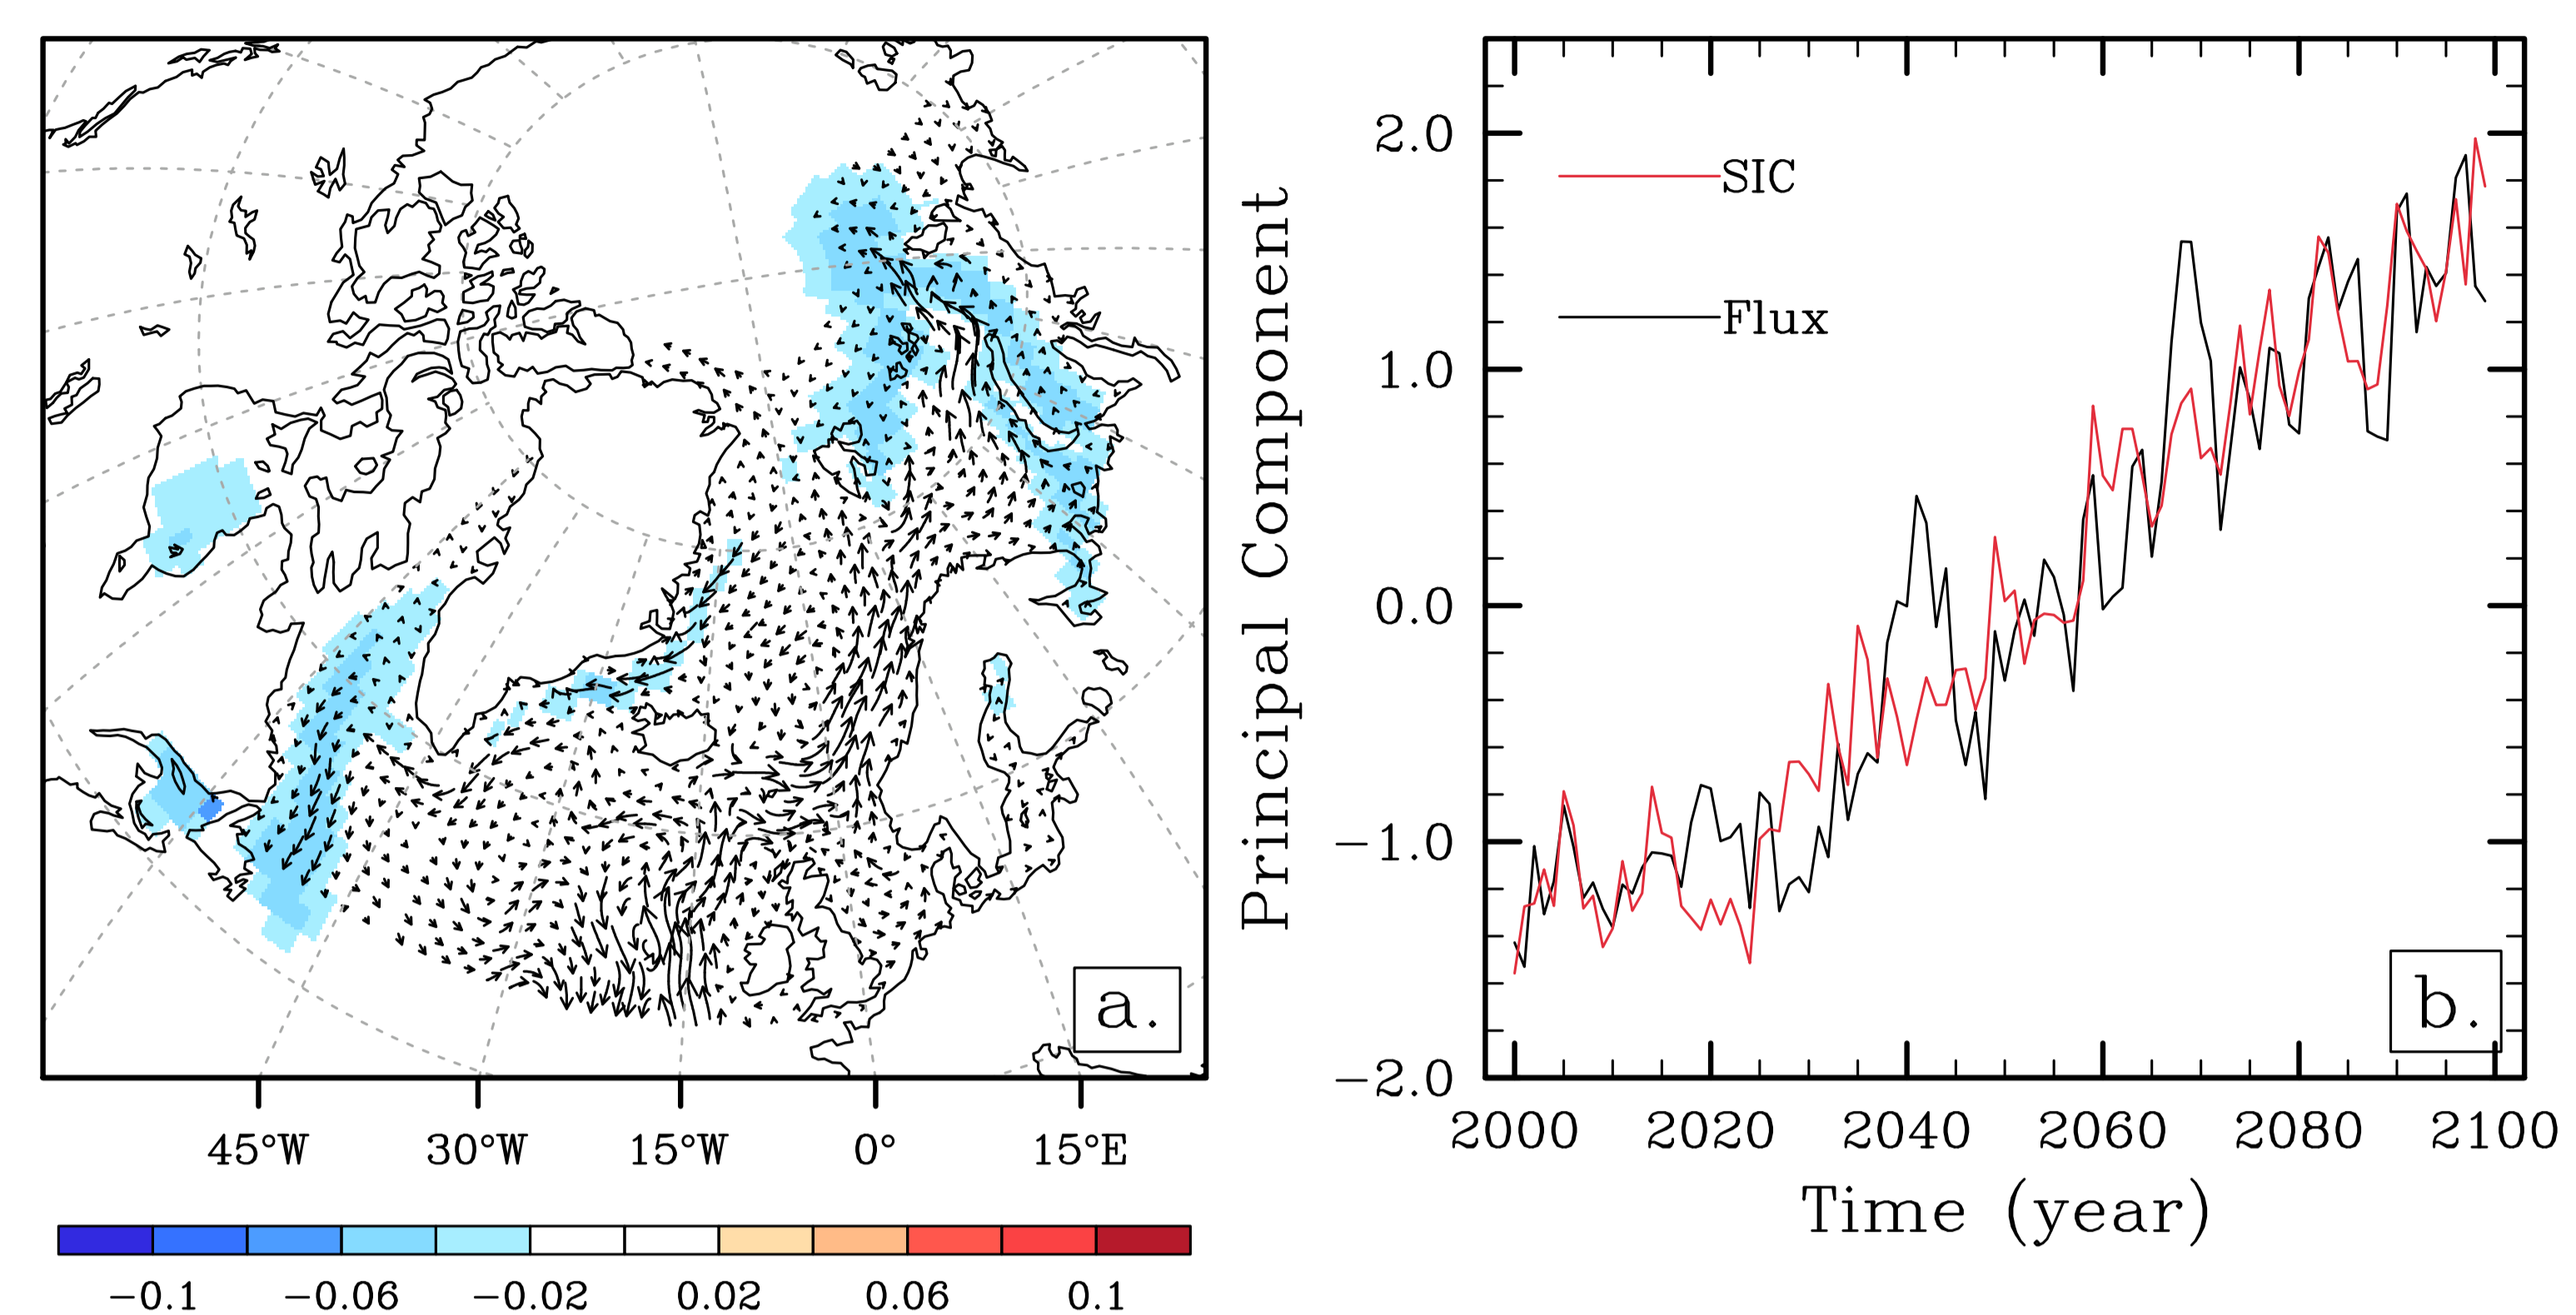 a.
45°W 30°W 15°W 0° 15°E
−0.1 −0.06 −0.02 0.02 0.06 0.1
Principal Component
2.0
1.0
0.0
−1.0
−2.0
SIC
Flux
b.
2000 2020 2040 2060 2080 2100
Time (year)